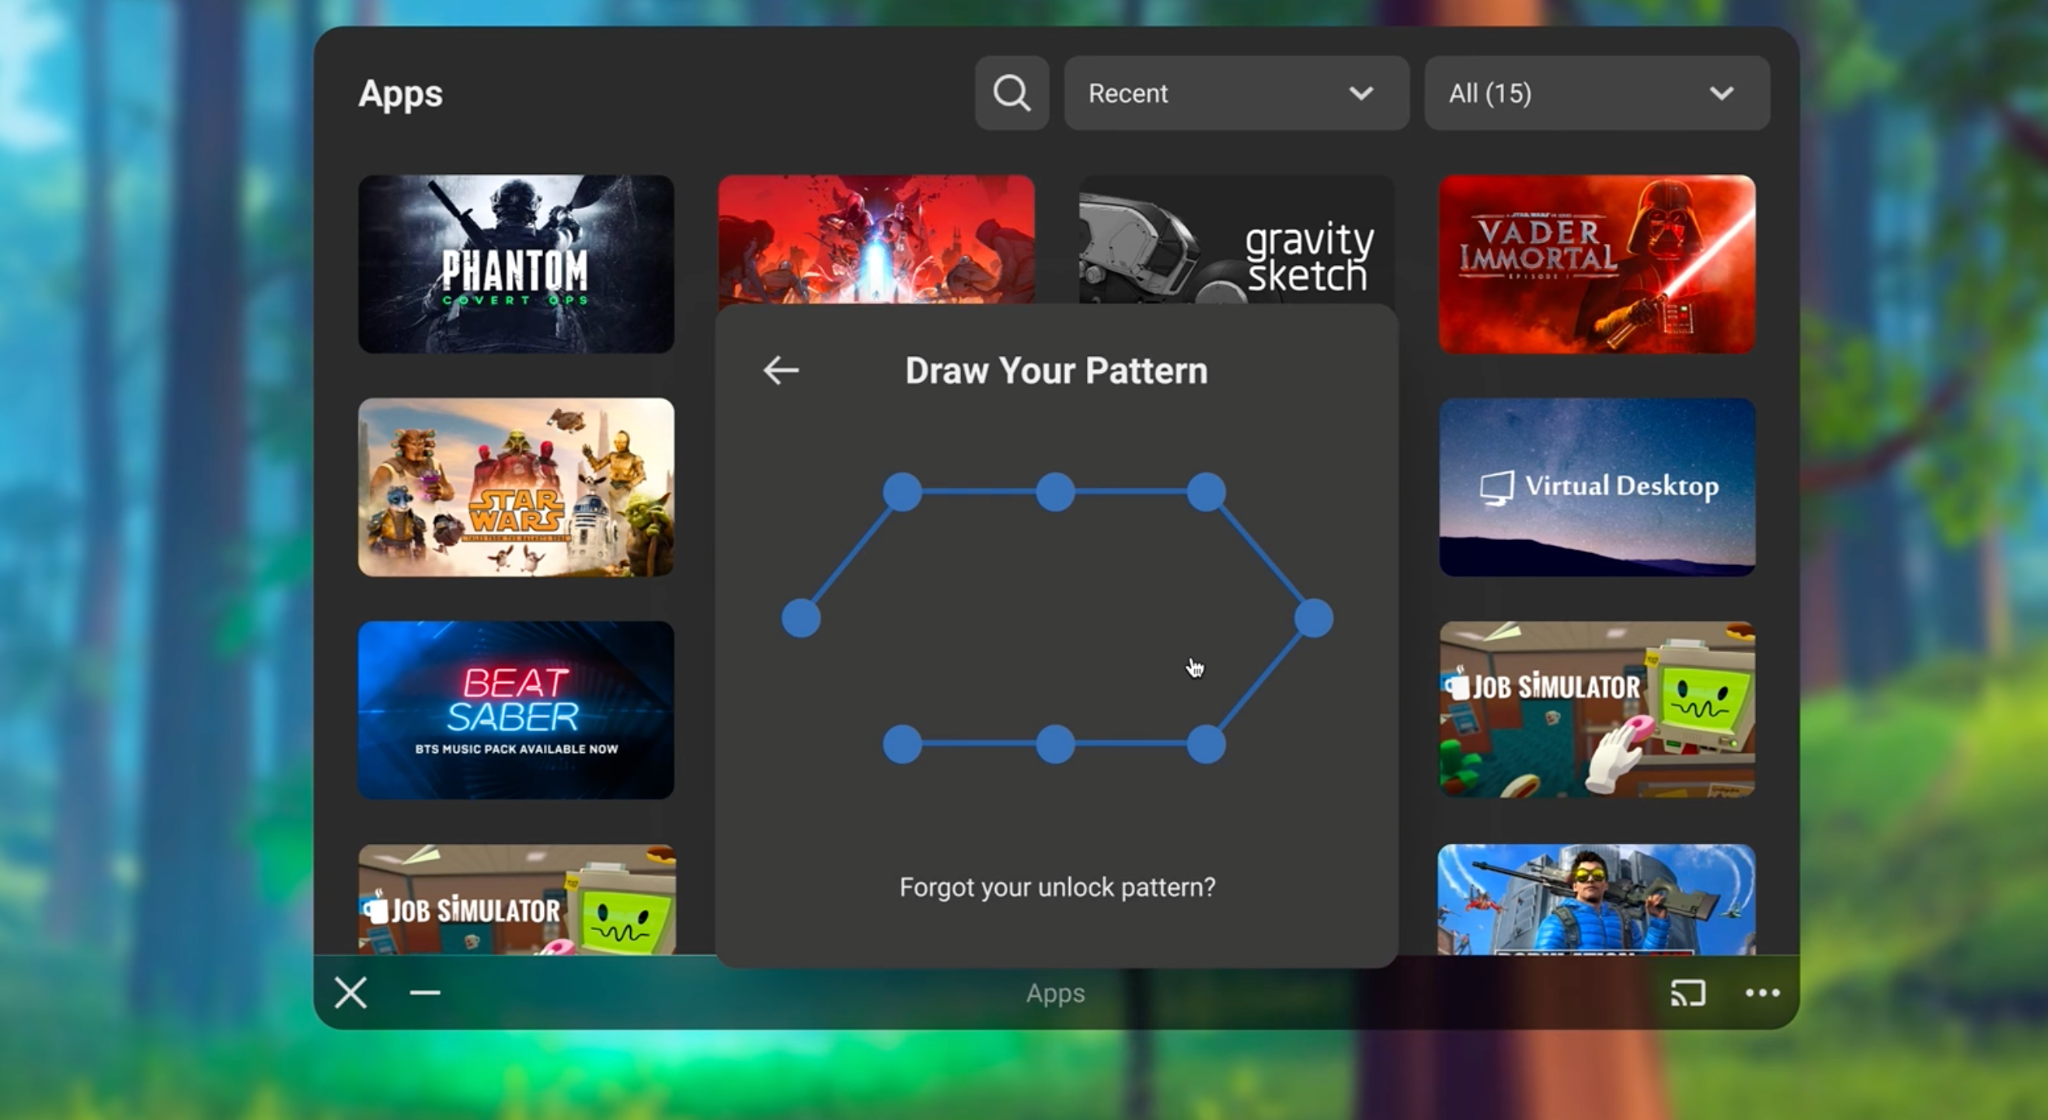 Apps
Recent
All (15)
PHANTOM
COVERT OPS
gravity
sketch
VADER
IMMORTAL
EPISODE I
Draw Your Pattern
STAR
WARS
Virtual Desktop
BEAT
SABER
BTS MUSIC PACK AVAILABLE NOW
JOB SiMULATOR
JOB SiMULATOR
Forgot your unlock pattern?
Apps